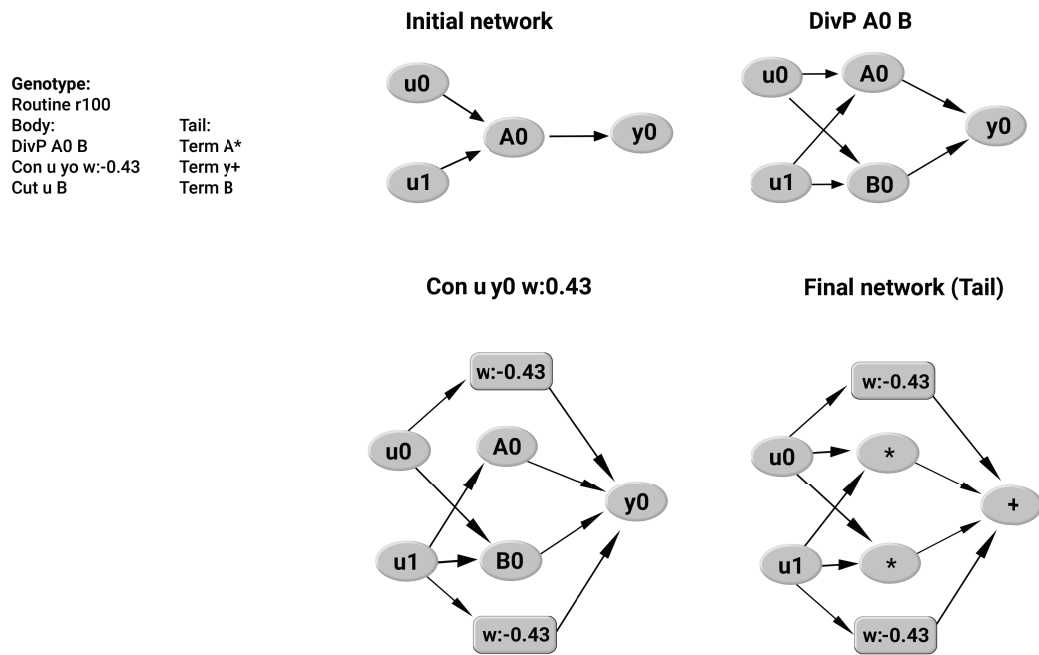 Initial network
DivP A0 B
Genotype:
Routine r100
Body: Tail:
DivP A0 B Term A*
Con u yo w:-0.43 Term y+
Cut u B Term B
u0
A0
y0
u1
u0
A0
y0
u1
B0
Con u y0 w:0.43
Final network (Tail)
w:-0.43
u0
A0
y0
u1
B0
w:-0.43
w:-0.43
u0
*
+
u1
*
w:-0.43